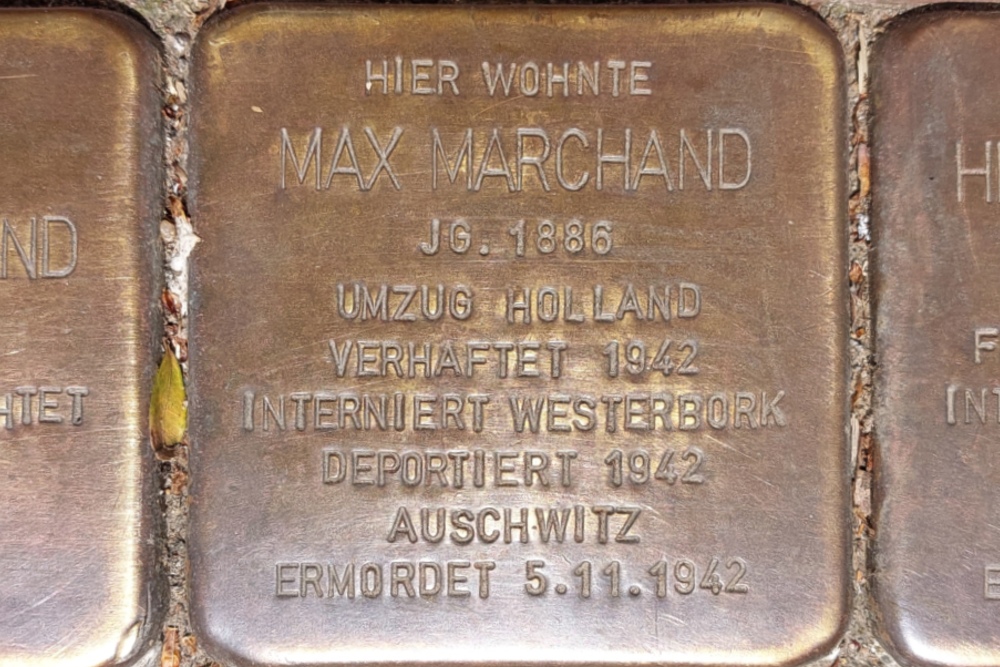 HIER WOHNTE
MAX MARCHAND
JG. 1886
UMZUG HOLLAND
VERHAFTET 1942
INTERNIERT WESTERBORK
DEPORTIERT 1942
AUSCHWITZ
ERMORDET 5.11.1942